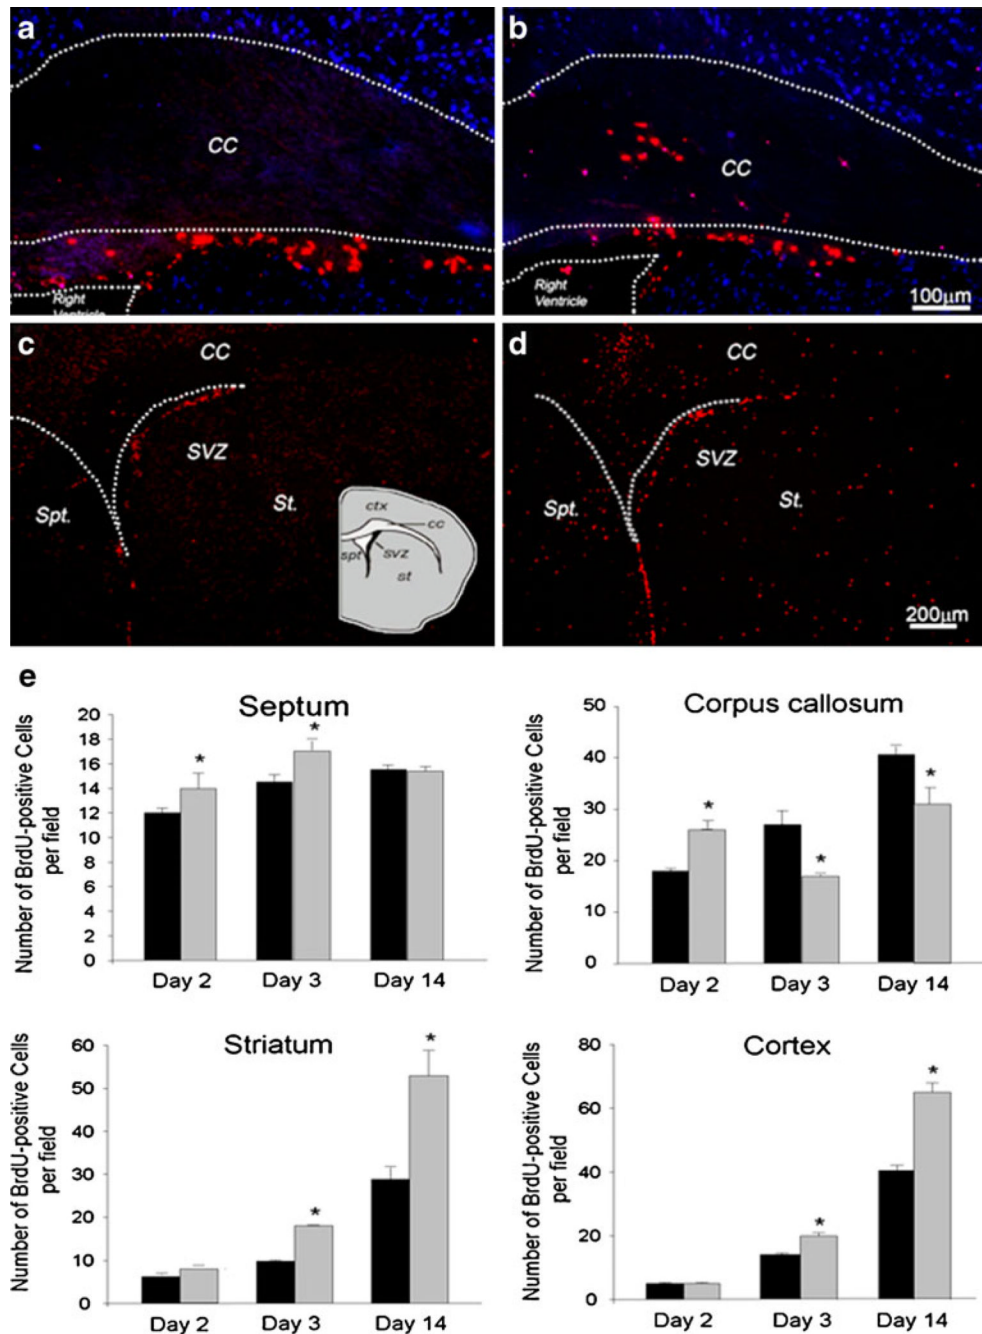 a
CC
Right
Ventricle
b
CC
Right
Ventricle
100μm
c
CC
SVZ
Spt.
St.
ctx
cc
spt
svz
st
d
CC
SVZ
Spt.
St.
200μm
e
Septum
Number of BrdU-positive Cells
per field
20
18
16
14
12
10
8
6
4
2
0
* *
Day 2 Day 3 Day 14
Corpus callosum
Number of BrdU-positive Cells
per field
50
40
30
20
10
0
* * *
Day 2 Day 3 Day 14
Striatum
Number of BrdU-positive Cells
per field
60
50
40
30
20
10
0
* *
Day 2 Day 3 Day 14
Cortex
Number of BrdU-positive Cells
per field
80
60
40
20
0
* *
Day 2 Day 3 Day 14